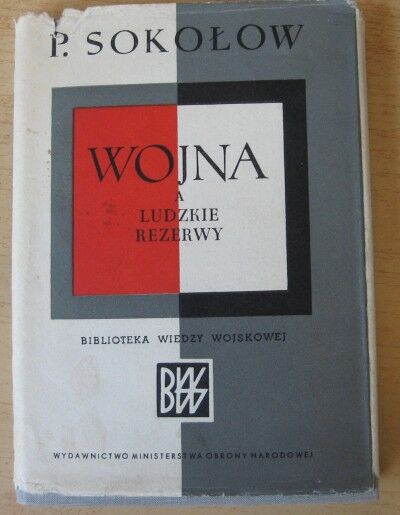 P. SOKOŁOW
WOJNA
A
LUDZKIE
REZERWY
BIBLIOTEKA WIEDZY WOJSKOWEJ
BWW
WYDAWNICTWO MINISTERSTWA OBRONY NARODOWEJ